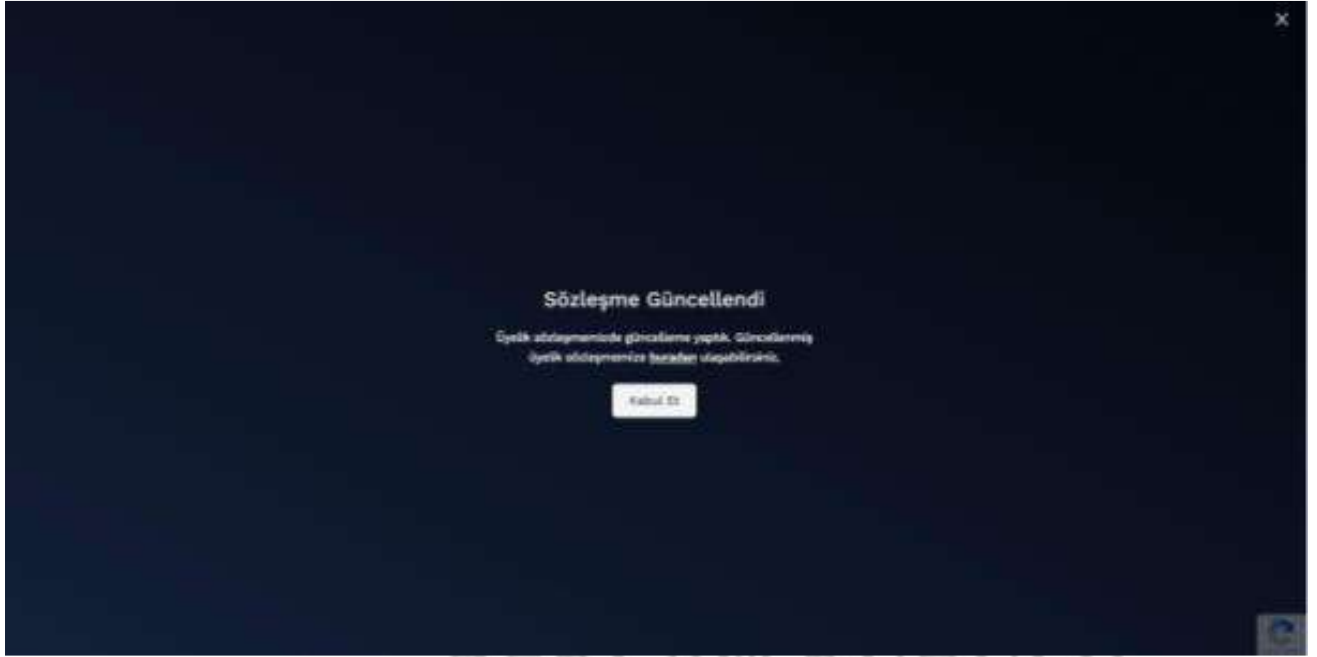 Sözleşme Güncellendi
Üyelik sözleşmemizde güncelleme yaptık. Güncellenmiş
üyelik sözleşmemize buradan ulaşabilirsiniz.
Kabul Et